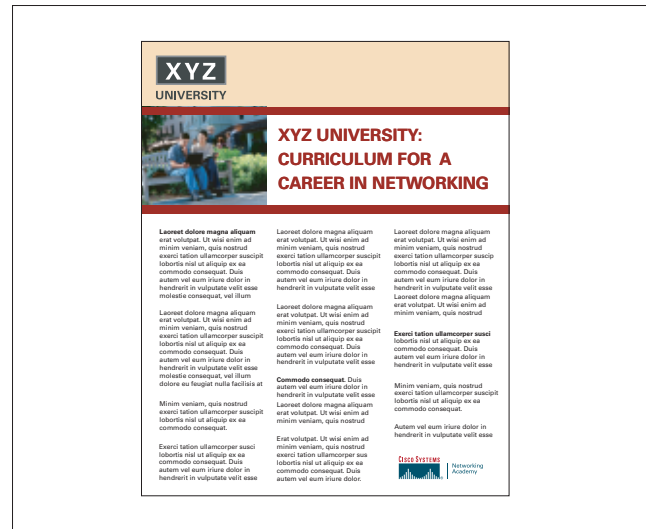 XYZ
UNIVERSITY
XYZ UNIVERSITY:
CURRICULUM FOR A
CAREER IN NETWORKING
Laoreet dolore magna aliquam
erat volutpat. Ut wisi enim ad
minim veniam, quis nostrud
exerci tation ullamcorper suscipit
lobortis nisl ut aliquip ex ea
commodo consequat. Duis
autem vel eum iriure dolor in
hendrerit in vulputate velit esse
molestie consequat, vel illum
Laoreet dolore magna aliquam
erat volutpat. Ut wisi enim ad
minim veniam, quis nostrud
exerci tation ullamcorper suscipit
lobortis nisl ut aliquip ex ea
commodo consequat. Duis
autem vel eum iriure dolor in
hendrerit in vulputate velit esse
molestie consequat, vel illum
dolore eu feugiat nulla facilisis at
Minim veniam, quis nostrud
exerci tation ullamcorper suscipit
lobortis nisl ut aliquip ex ea
commodo consequat.
Exerci tation ullamcorper susci
lobortis nisl ut aliquip ex ea
commodo consequat. Duis
autem vel eum iriure dolor in
hendrerit in vulputate velit esse
Laoreet dolore magna aliquam
erat volutpat. Ut wisi enim ad
minim veniam, quis nostrud
exerci tation ullamcorper suscipit
lobortis nisl ut aliquip ex ea
commodo consequat. Duis
autem vel eum iriure dolor in
hendrerit in vulputate velit esse
Laoreet dolore magna aliquam
erat volutpat. Ut wisi enim ad
minim veniam, quis nostrud
exerci tation ullamcorper suscipit
lobortis nisl ut aliquip ex ea
commodo consequat. Duis
autem vel eum iriure dolor in
hendrerit in vulputate velit esse
Commodo consequat. Duis
autem vel eum iriure dolor in
hendrerit in vulputate velit esse
Laoreet dolore magna aliquam
erat volutpat. Ut wisi enim ad
minim veniam, quis nostrud
Erat volutpat. Ut wisi enim ad
minim veniam, quis nostrud
exerci tation ullamcorper sus
lobortis nisl ut aliquip ex ea
commodo consequat. Duis
autem vel eum iriure dolor.
Laoreet dolore magna aliquam
erat volutpat. Ut wisi enim ad
minim veniam, quis nostrud
exerci tation ullamcorper suscip
lobortis nisl ut aliquip ex ea
commodo consequat. Duis
autem vel eum iriure dolor in
hendrerit in vulputate velit esse
Laoreet dolore magna aliquam
erat volutpat. Ut wisi enim ad
minim veniam, quis nostrud
Exerci tation ullamcorper susci
lobortis nisl ut aliquip ex ea
commodo consequat. Duis
autem vel eum iriure dolor in
hendrerit in vulputate velit esse
Minim veniam, quis nostrud
exerci tation ullamcorper suscipit
lobortis nisl ut aliquip ex ea
commodo consequat.
Autem vel eum iriure dolor in
hendrerit in vulputate velit esse
CISCO SYSTEMS
Networking
Academy